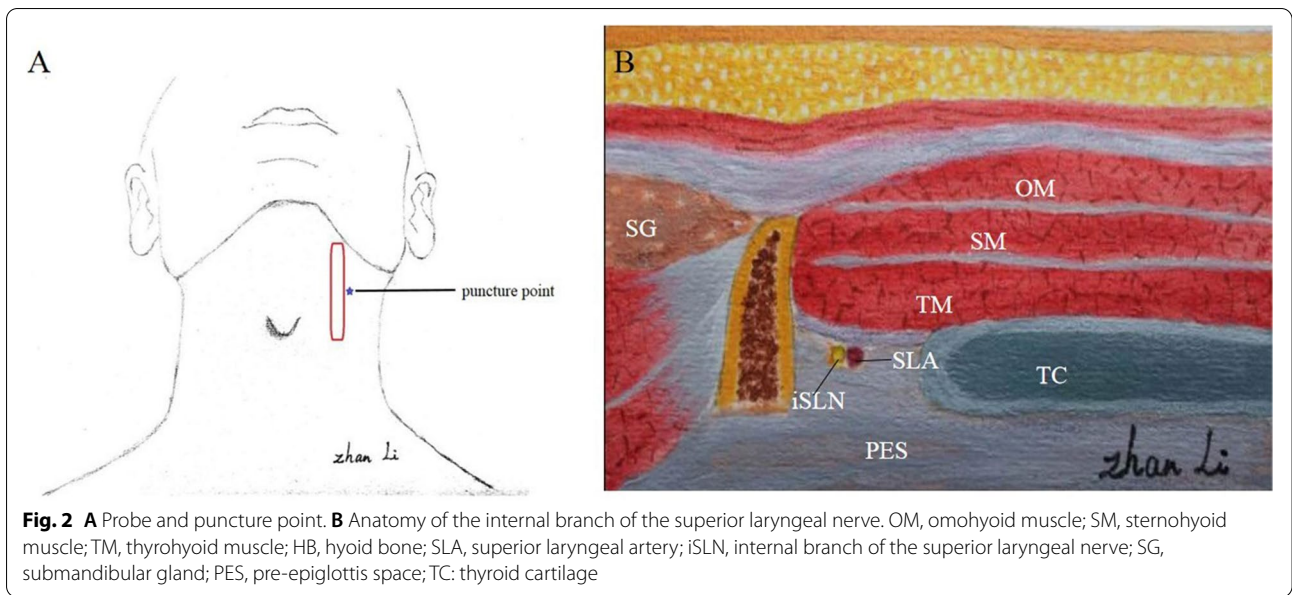 A
puncture point
zhan Li
B
OM
SG
SM
TM
SLA
TC
iSLN
PES
zhan Li
Fig. 2 A Probe and puncture point. B Anatomy of the internal branch of the superior laryngeal nerve. OM, omohyoid muscle; SM, sternohyoid
muscle; TM, thyrohyoid muscle; HB, hyoid bone; SLA, superior laryngeal artery; iSLN, internal branch of the superior laryngeal nerve; SG,
submandibular gland; PES, pre-epiglottis space; TC: thyroid cartilage